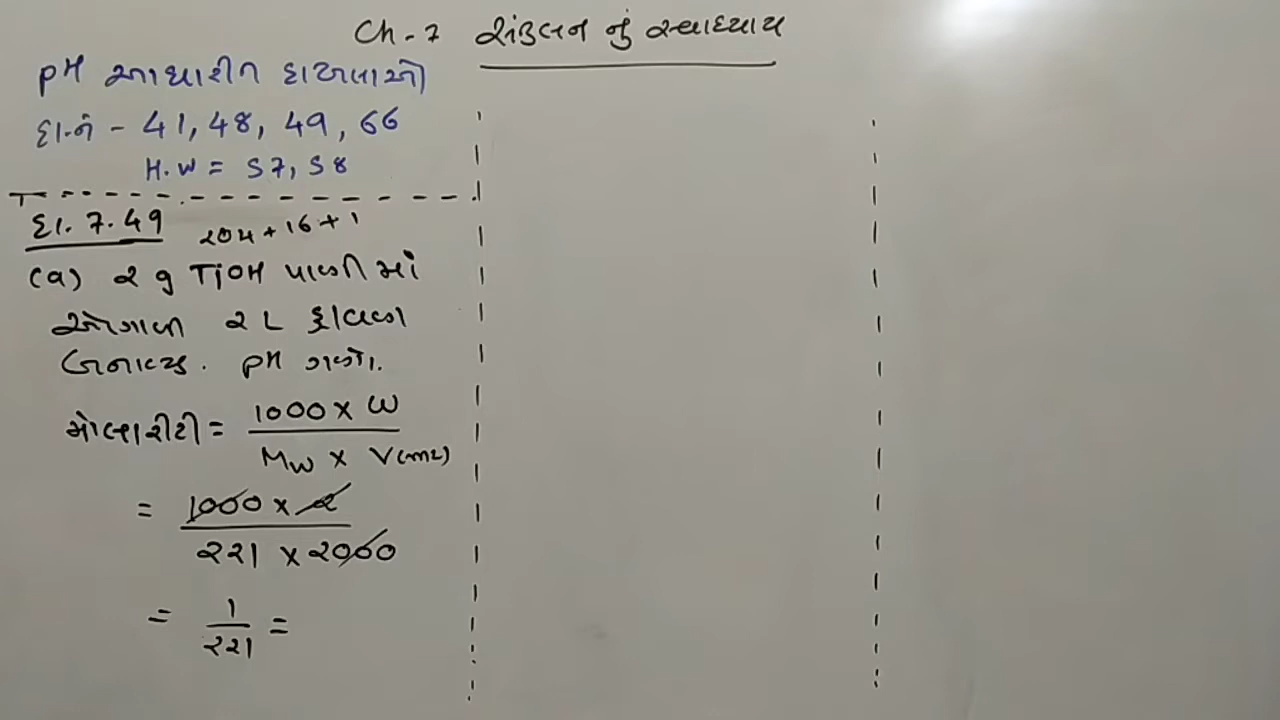 Ch-7 સંતુલન નું સ્વાધ્યાય
pH આધારીત દાખલાઓ
દા.નં - 41, 48, 49, 66
H.W = 57, 58
દા. 7.49
204 + 16 + 1
(a) 2 g TlOH પાણી માં
ઓગાળી 2 L દ્રાવણ
બનાવ્યુ. pH ગણો.
મોલારીટી = 1000 x W
Mw x V(mL)
= 1000 x 2
221 x 2000
= 1
221 =